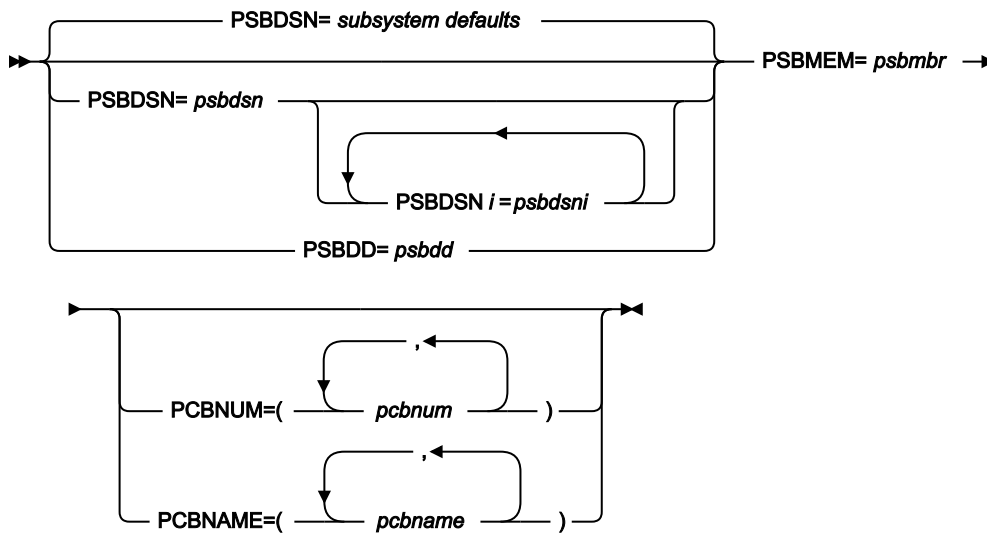 PSBDSN= subsystem defaults
PSBMEM= psbmbr
PSBDSN= psbdsn
PSBDSN i =psbdsni
PSBDD= psbdd
,
PCBNUM=( pcbnum )
,
PCBNAME=( pcbname )